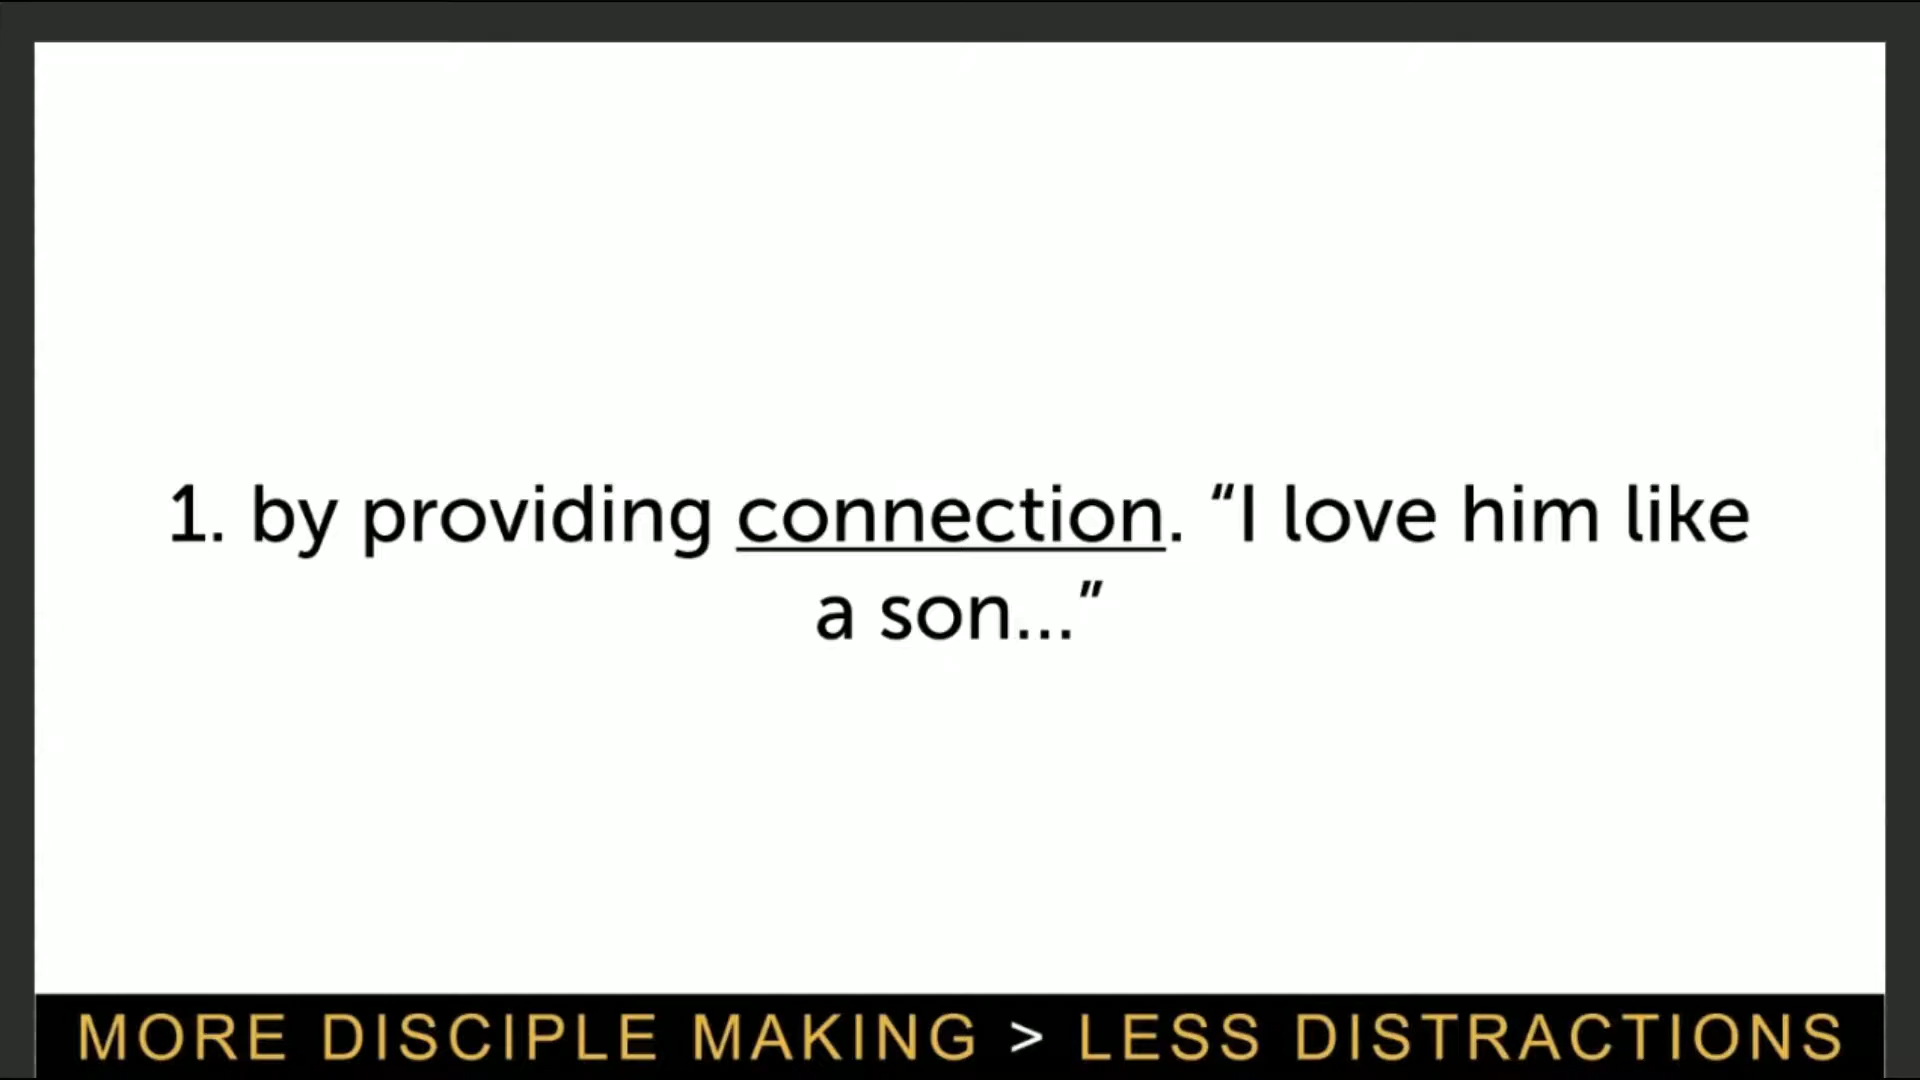 1. by providing connection. “I love him like
a son...”
MORE DISCIPLE MAKING > LESS DISTRACTIONS